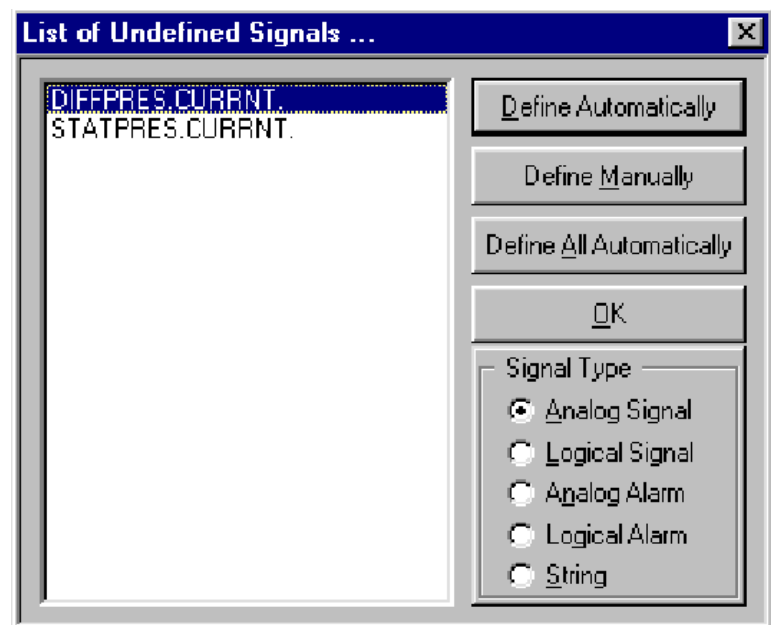 List of Undefined Signals ...
DIFFPRES.CURRNT.
STATPRES.CURRNT.
Define Automatically
Define Manually
Define All Automatically
OK
Signal Type
Analog Signal
Logical Signal
Analog Alarm
Logical Alarm
String